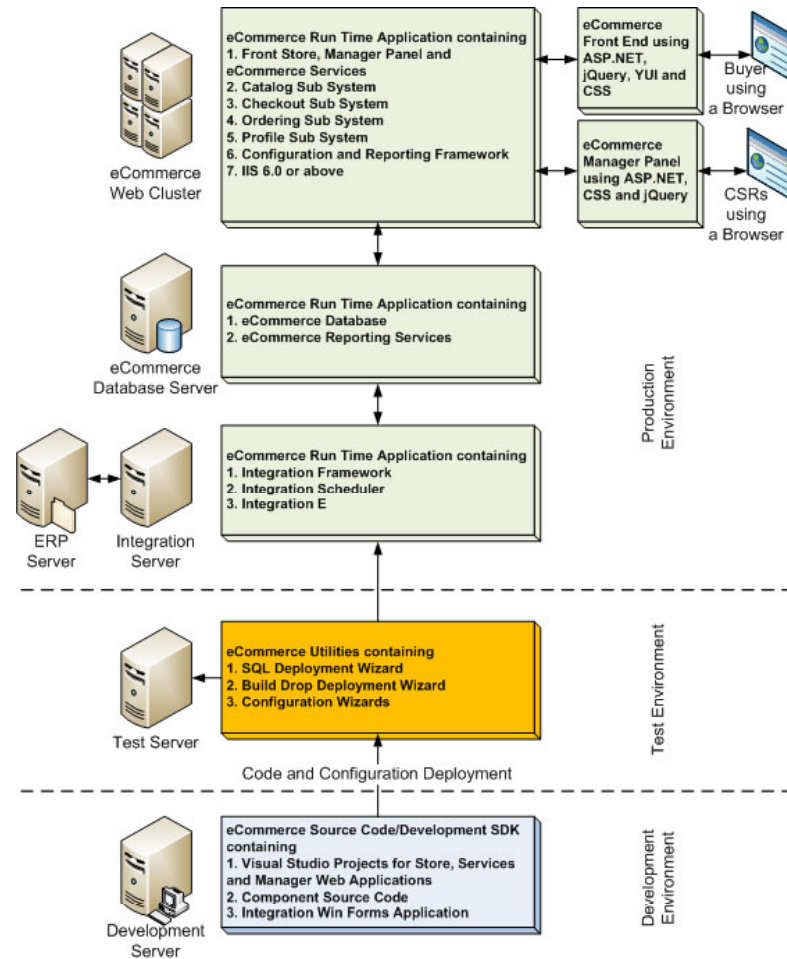 eCommerce Run Time Application containing
1. Front Store, Manager Panel and
eCommerce Services
2. Catalog Sub System
3. Checkout Sub System
4. Ordering Sub System
5. Profile Sub System
6. Configuration and Reporting Framework
7. IIS 6.0 or above
eCommerce
Web Cluster
eCommerce
Front End using
ASP.NET,
jQuery, YUI and
CSS
Buyer
using
a Browser
eCommerce
Manager Panel
using ASP.NET,
CSS and jQuery
CSRs
using
a Browser
eCommerce Run Time Application containing
1. eCommerce Database
2. eCommerce Reporting Services
eCommerce
Database Server
Production
Environment
eCommerce Run Time Application containing
1. Integration Framework
2. Integration Scheduler
3. Integration E
ERP
Server
Integration
Server
eCommerce Utilities containing
1. SQL Deployment Wizard
2. Build Drop Deployment Wizard
3. Configuration Wizards
Test Server
Test Environment
Code and Configuration Deployment
eCommerce Source Code/Development SDK
containing
1. Visual Studio Projects for Store, Services
and Manager Web Applications
2. Component Source Code
3. Integration Win Forms Application
Development
Server
Development
Environment